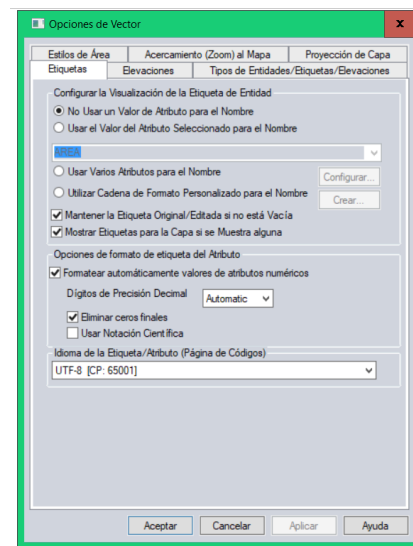 Opciones de Vector
x
Estilos de Área Acercamiento (Zoom) al Mapa Proyección de Capa
Etiquetas Elevaciones Tipos de Entidades/Etiquetas/Elevaciones
Configurar la Visualización de la Etiqueta de Entidad
No Usar un Valor de Atributo para el Nombre
Usar el Valor del Atributo Seleccionado para el Nombre
AREA
Usar Varios Atributos para el Nombre
Configurar...
Utilizar Cadena de Formato Personalizado para el Nombre
Crear...
Mantener la Etiqueta Original/Editada si no está Vacía
Mostrar Etiquetas para la Capa si se Muestra alguna
Opciones de formato de etiqueta del Atributo
Formatear automáticamente valores de atributos numéricos
Dígitos de Precisión Decimal Automatic
Eliminar ceros finales
Usar Notación Científica
Idioma de la Etiqueta/Atributo (Página de Códigos)
UTF-8 [CP: 65001]
Aceptar Cancelar Aplicar Ayuda